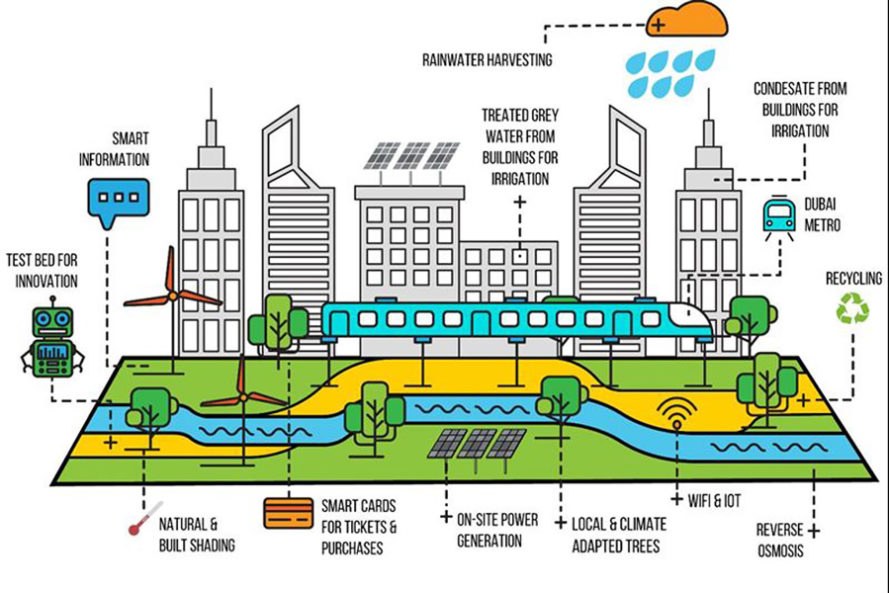 RAINWATER HARVESTING
CONDESATE FROM
BUILDINGS FOR
IRRIGATION
TREATED GREY
WATER FROM
BUILDINGS FOR
IRRIGATION
SMART
INFORMATION
DUBAI
METRO
TEST BED FOR
INNOVATION
RECYCLING
NATURAL &
BUILT SHADING
SMART CARDS
FOR TICKETS &
PURCHASES
ON-SITE POWER
GENERATION
LOCAL & CLIMATE
ADAPTED TREES
WIFI & IOT
REVERSE
OSMOSIS